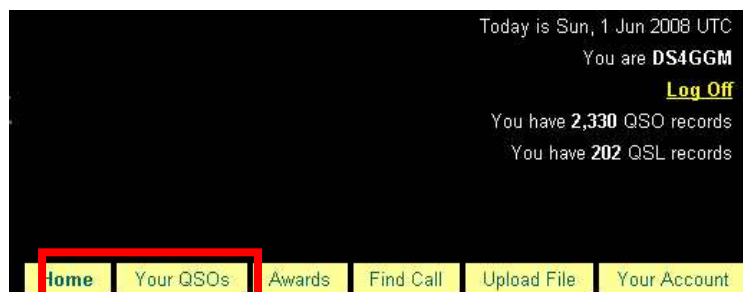 Today is Sun, 1 Jun 2008 UTC
You are DS4GGM
Log Off
You have 2,330 QSO records
You have 202 QSL records
Home Your QSOs Awards Find Call Upload File Your Account